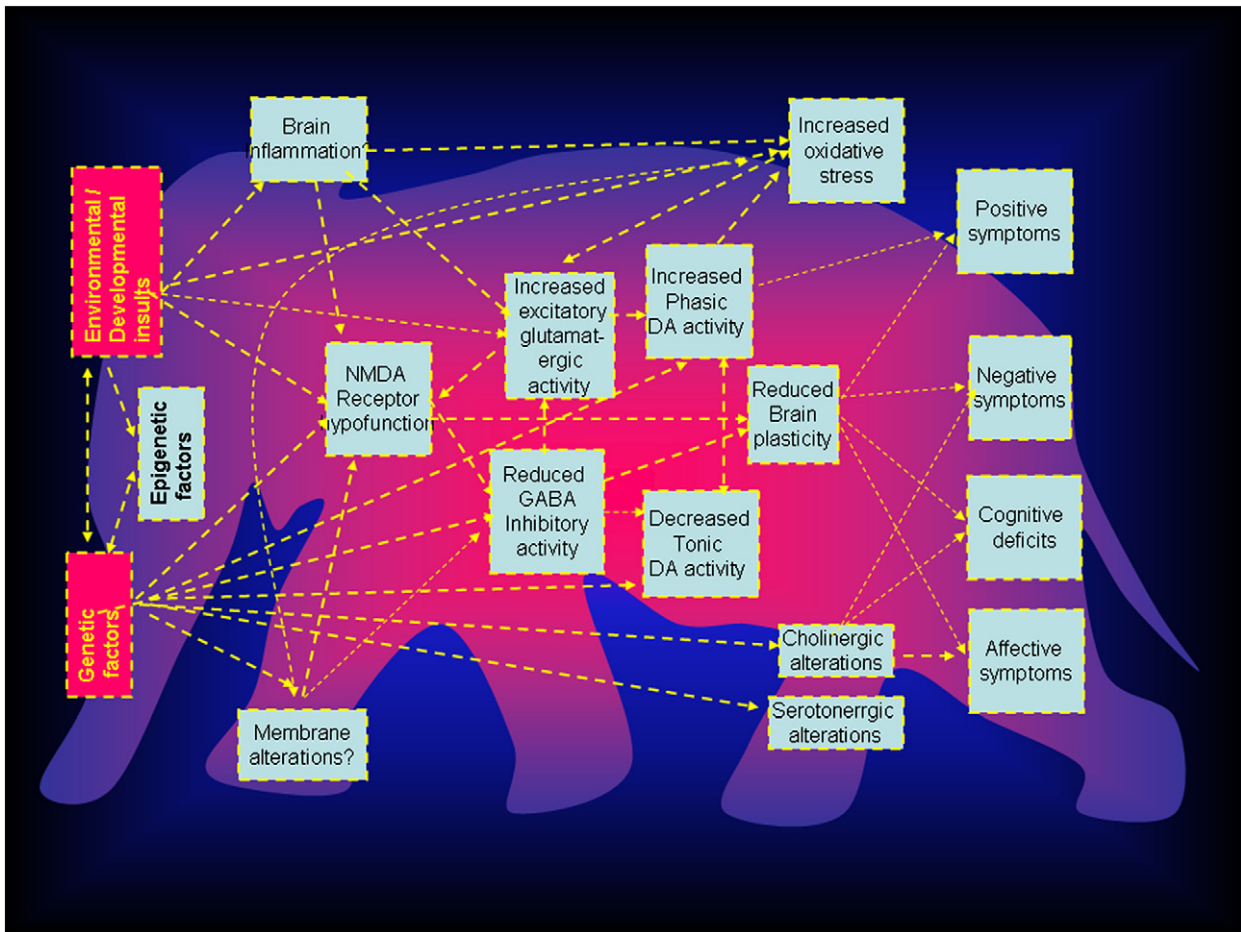 Brain
inflammation?
Increased
oxidative
stress
Environmental /
Developmental
insults
Positive
symptoms
Increased
excitatory
glutamat-
ergic
activity
Increased
Phasic
DA activity
NMDA
Receptor
hypofunction
Reduced
Brain
plasticity
Negative
symptoms
Epigenetic
factors
Reduced
GABA
Inhibitory
activity
Decreased
Tonic
DA activity
Cognitive
deficits
Genetic
factors
Cholinergic
alterations
Affective
symptoms
Membrane
alterations?
Serotonerrgic
alterations